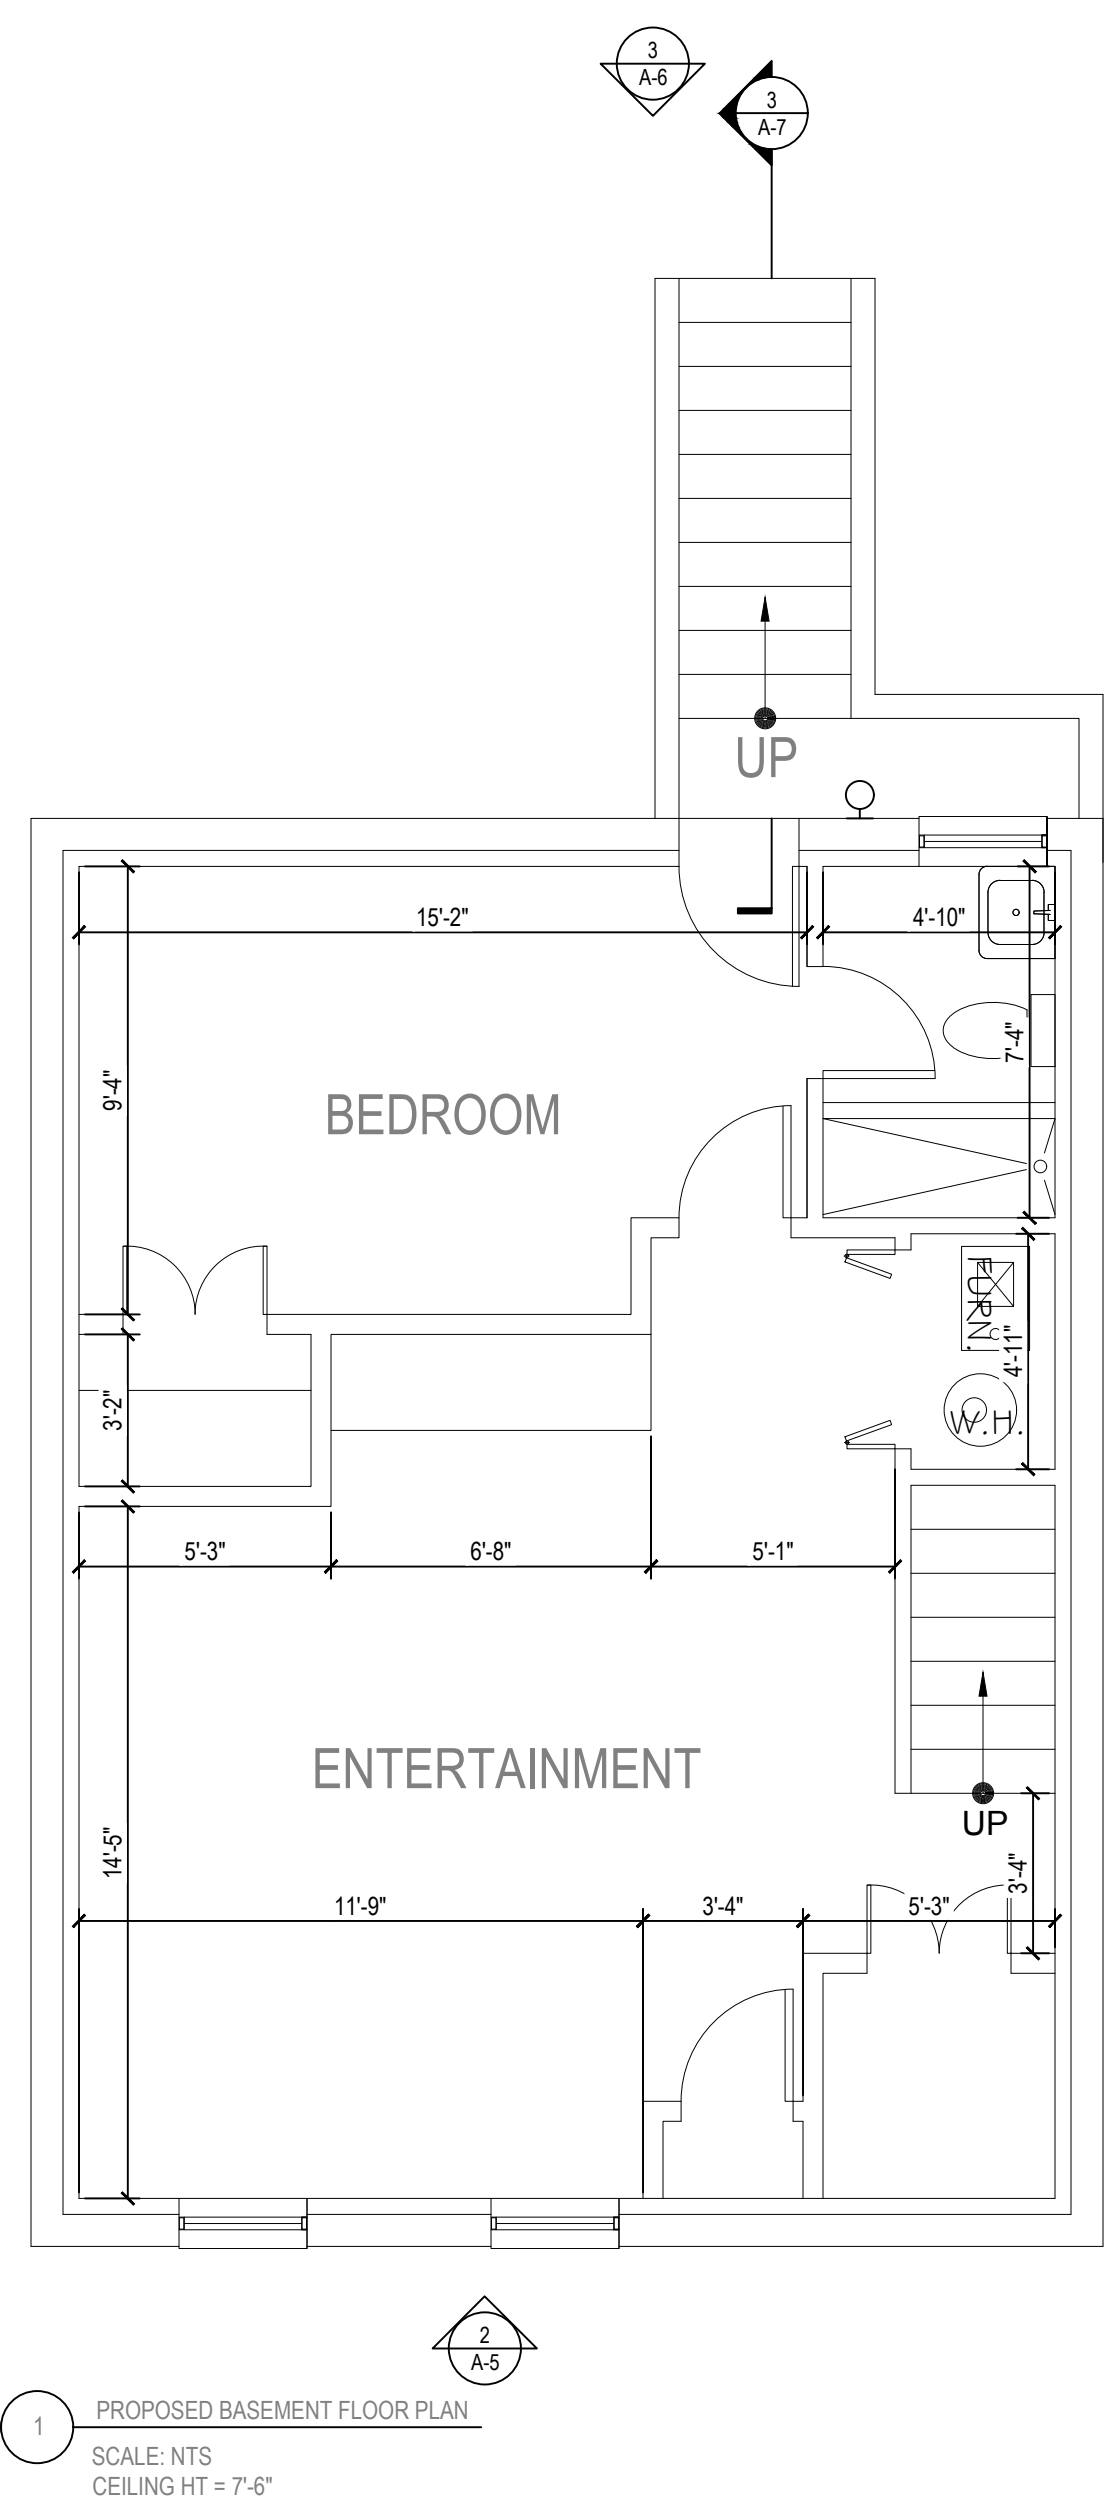 3
A-6
3
A-7
UP
15'-2"
4'-10"
7'-4"
9'-4"
BEDROOM
FURN.
4'-11"
3'-2"
W.H.
5'-3"
6'-8"
5'-1"
ENTERTAINMENT
UP
14'-5"
3'-4"
11'-9"
3'-4"
5'-3"
2
A-5
1
PROPOSED BASEMENT FLOOR PLAN
SCALE: NTS
CEILING HT = 7'-6"